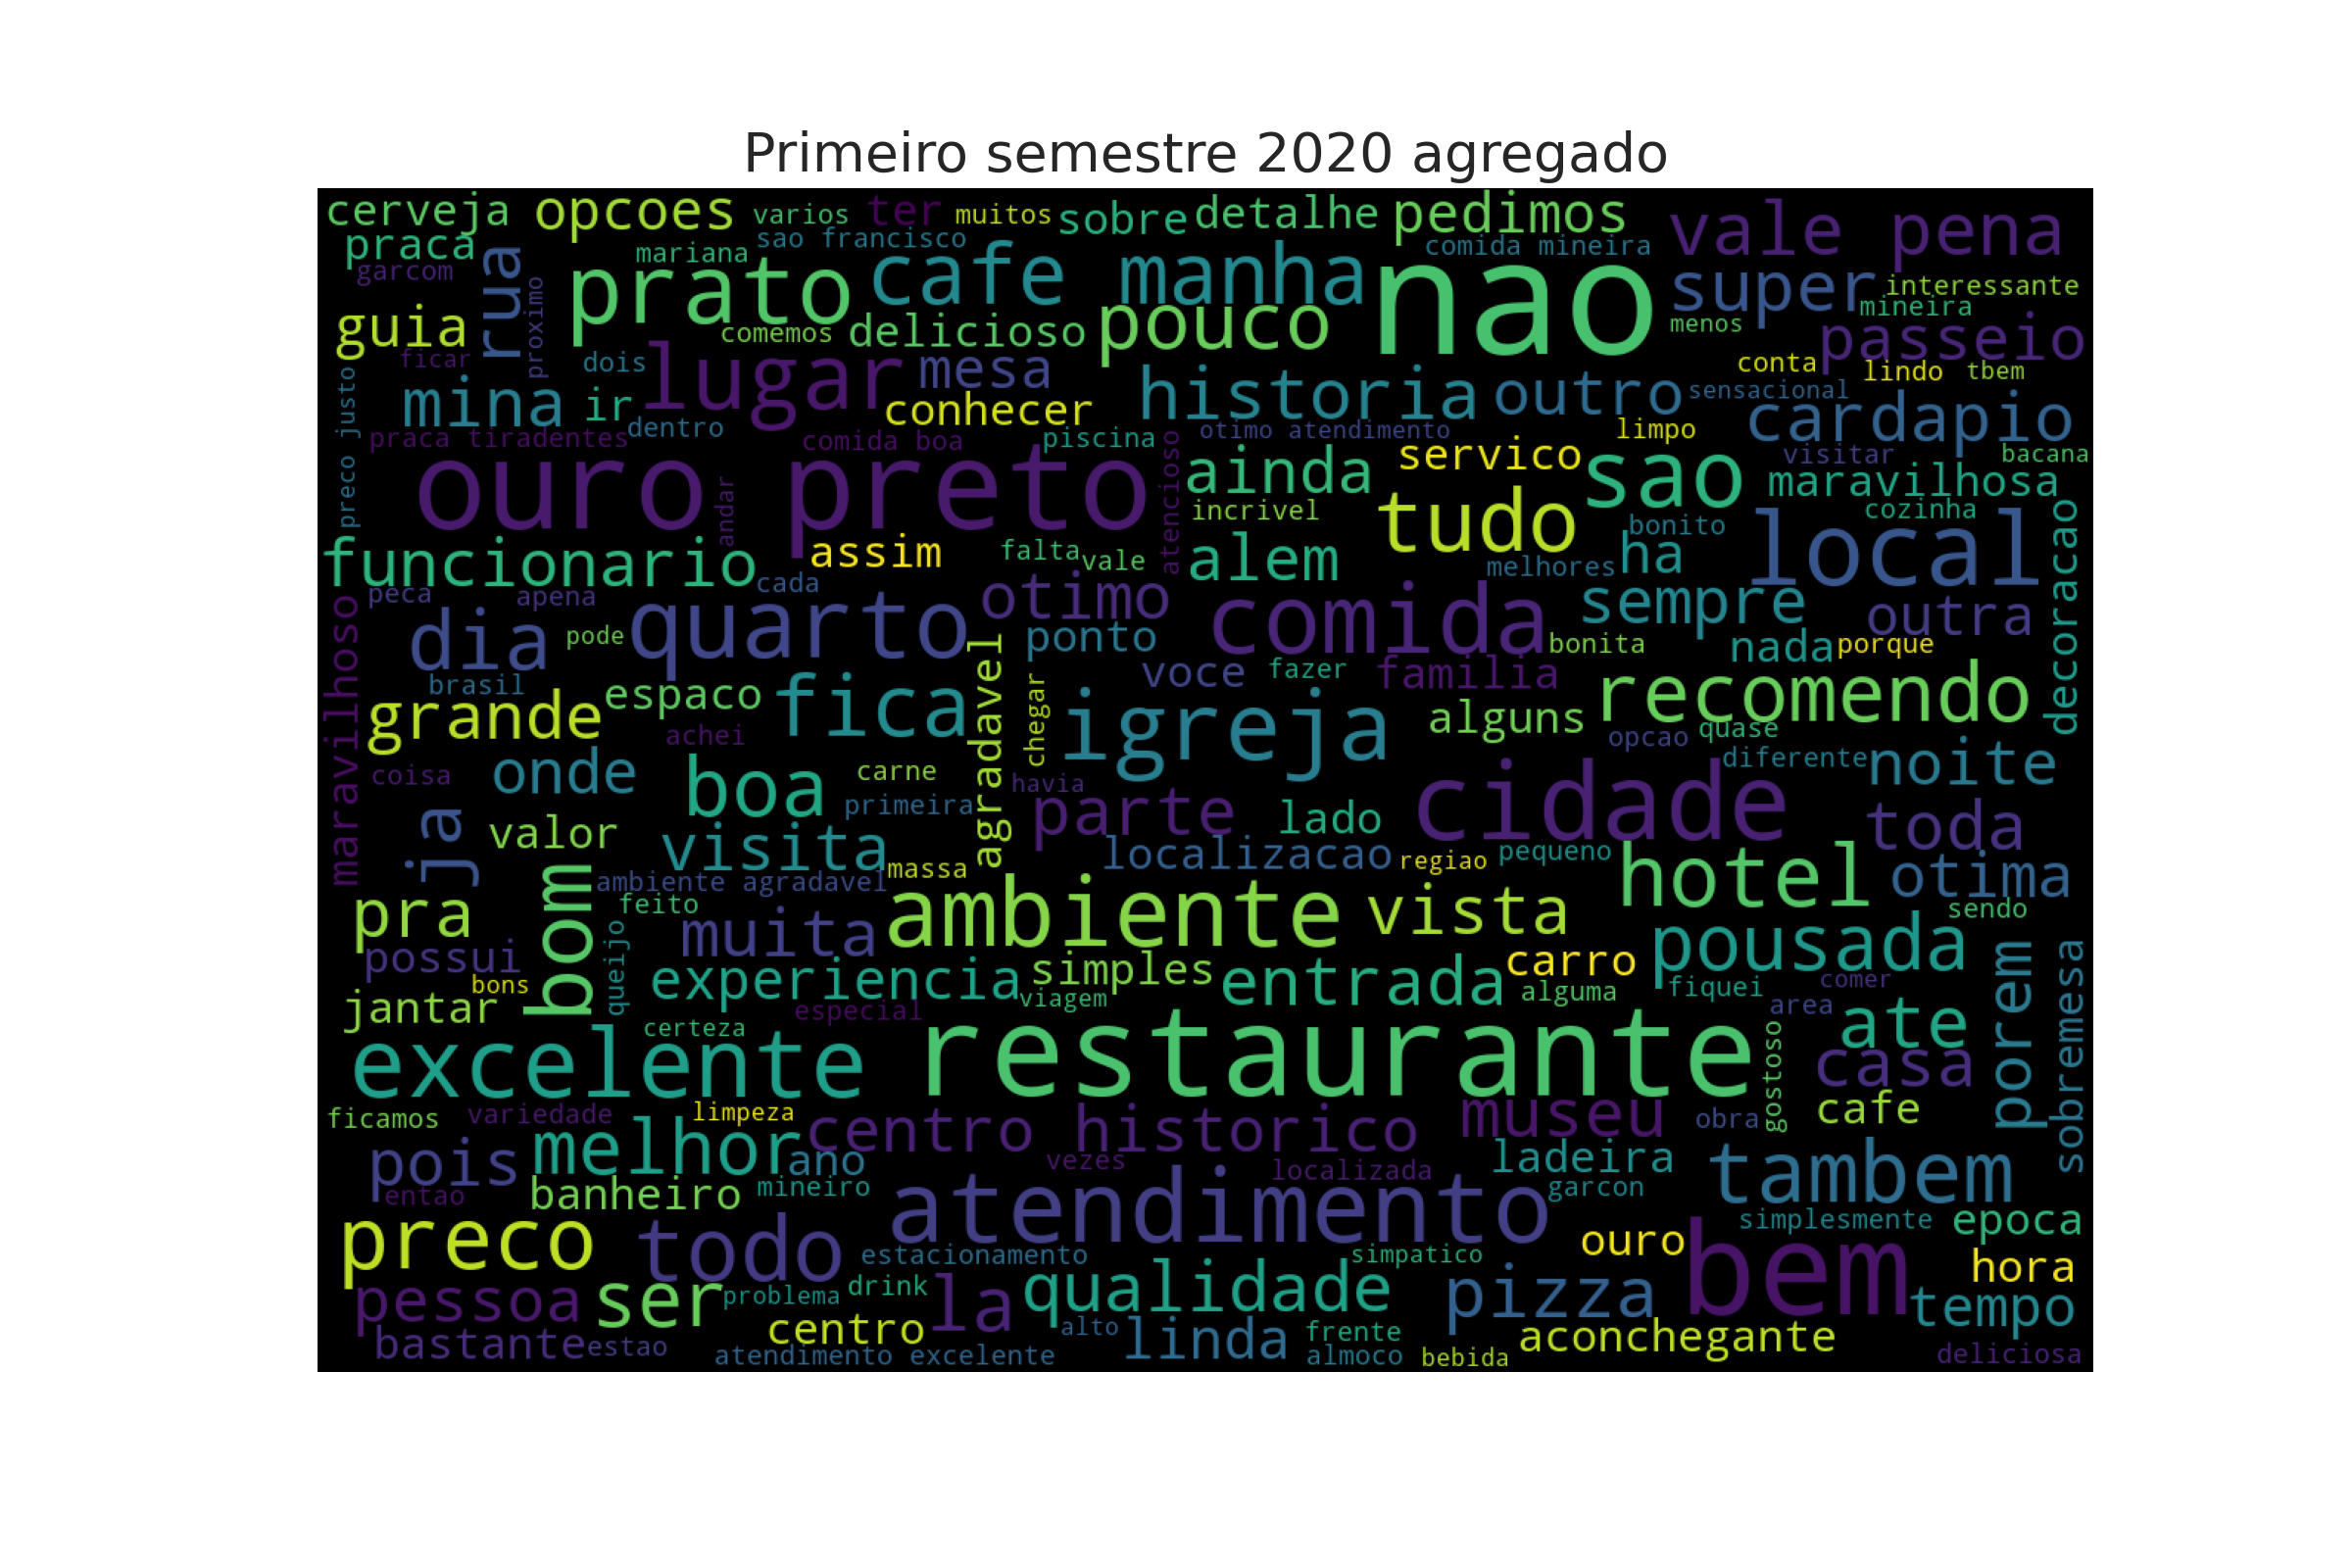 Primeiro semestre 2020 agregado
cerveja opcoes varios ter muitos sobre detalhe pedimos vale pena
praca rua mariana sao francisco cafe manha comida mineira nao
garcom proximo prato super interessante
guia comemos delicioso pouco menos mineira passeio
ficar dois lugar mesa historia outro conta lindo tbem
preco justo mina ir conhecer sensacional cardapio
praca tiradentes dentro comida boa piscina otimo atendimento limpo visitar bacana
ouro preto atencioso ainda servico sao maravilhosa
andar incrivel tudo bonito cozinha decoracao
funcionario assim falta vale alem melhores ha local
peca apena cada otimo comida sempre outra
maravilhoso dia pode quarto agradavel ponto bonita nada porque
brasil espaco fica chegar voce fazer familia recomendo
grande achei igreja alguns opcao quase
coisa onde boa carne havia cidade diferente noite
ja valor primeira parte lado toda
visita localizacao regiao pequeno hotel otima
bom ambiente agradavel massa
pra feito muita ambiente vista sendo
possui queijo experiencia simples entrada carro pousada porem sobremesa
jantar bons especial viagem alguma fiquei area comer
excelente certeza restaurante gostoso ate casa
ficamos variedade limpeza centro historico museu obra cafe
pois melhor ano vezes localizada ladeira
entao banheiro mineiro atendimento garcon tambem
preco todo estacionamento simpatico ouro simplesmente epoca
pessoa ser problema drink la qualidade pizza bem hora
tempo
bastante estao centro alto linda frente aconchegante
atendimento excelente almoco bebida deliciosa